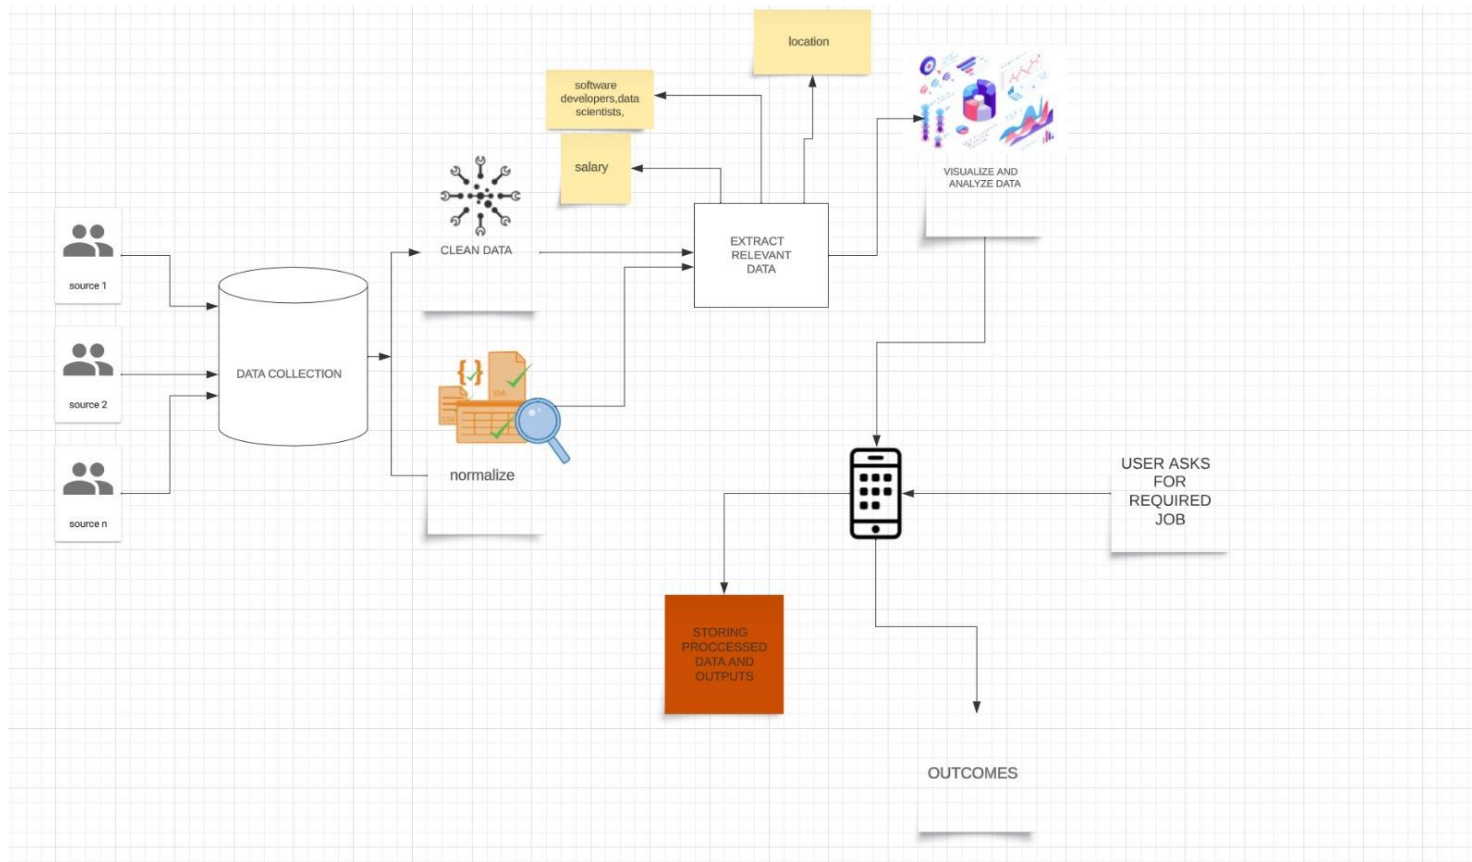 location
software
developers,data
scientists,
salary
VISUALIZE AND
ANALYZE DATA
CLEAN DATA
EXTRACT
RELEVANT
DATA
source 1
DATA COLLECTION
source 2
XML
normalize
source n
USER ASKS
FOR
REQUIRED
JOB
STORING
PROCCESSED
DATA AND
OUTPUTS
OUTCOMES